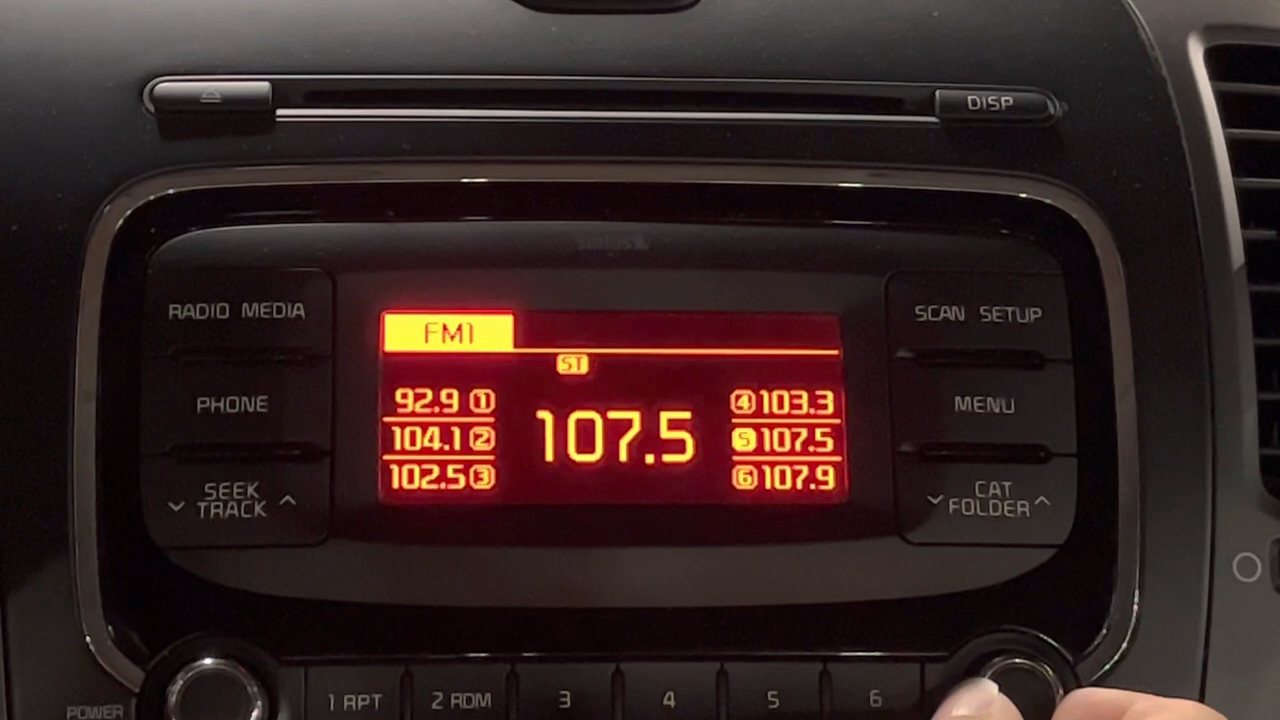 DISP
RADIO MEDIA
SCAN SETUP
PHONE
MENU
SEEK
TRACK
CAT
FOLDER
FM1
ST
92.9 1
104.1 2
102.5 3
107.5
4 103.3
5 107.5
6 107.9
POWER
1 RPT
2 RDM
3
4
5
6